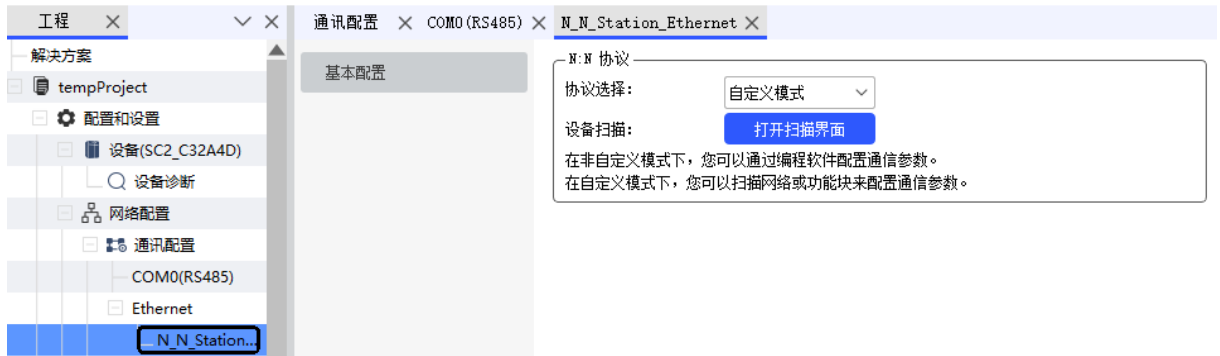 工程
通讯配置
COM0(RS485)
N_N_Station_Ethernet
解决方案
tempProject
配置和设置
设备(SC2_C32A4D)
设备诊断
网络配置
通讯配置
COM0(RS485)
Ethernet
N_N_Station...
基本配置
N:N 协议
协议选择：
自定义模式
设备扫描：
打开扫描界面
在非自定义模式下，您可以通过编程软件配置通信参数。
在自定义模式下，您可以扫描网络或功能块来配置通信参数。